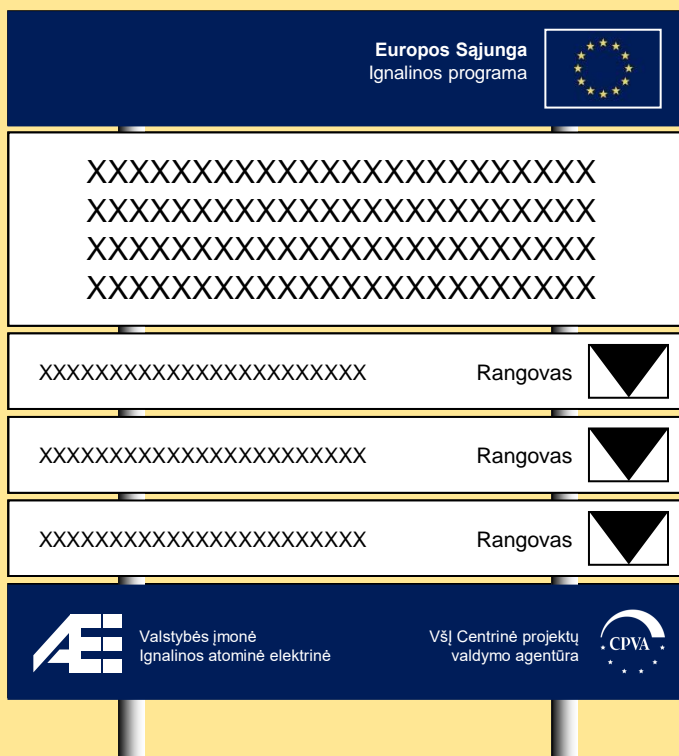 Europos Sąjunga
Ignalinos programa
XXXXXXXXXXXXXXXXXXXXXXXX
XXXXXXXXXXXXXXXXXXXXXXXX
XXXXXXXXXXXXXXXXXXXXXXXX
XXXXXXXXXXXXXXXXXXXXXXXX
XXXXXXXXXXXXXXXXXXXXXXX Rangovas
XXXXXXXXXXXXXXXXXXXXXXX Rangovas
XXXXXXXXXXXXXXXXXXXXXXX Rangovas
Valstybės įmonė
Ignalinos atominė elektrinė
VšĮ Centrinė projektų
valdymo agentūra
CPVA